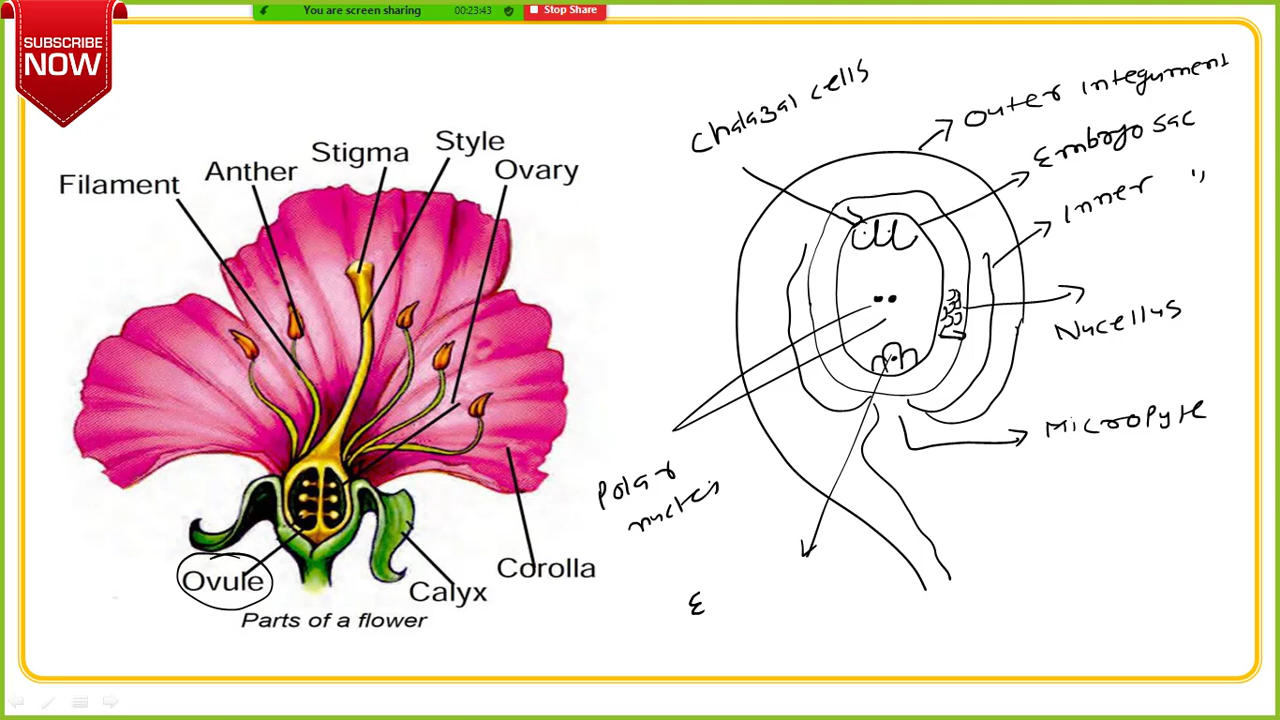 You are screen sharing
00:23:43
Stop Share
SUBSCRIBE
NOW
Filament
Anther
Stigma
Style
Ovary
Ovule
Calyx
Corolla
Parts of a flower
Chalazal cells
Outer integument
Embryo sac
Inner "
Nucellus
Micropyle
Polar
nucleis
E